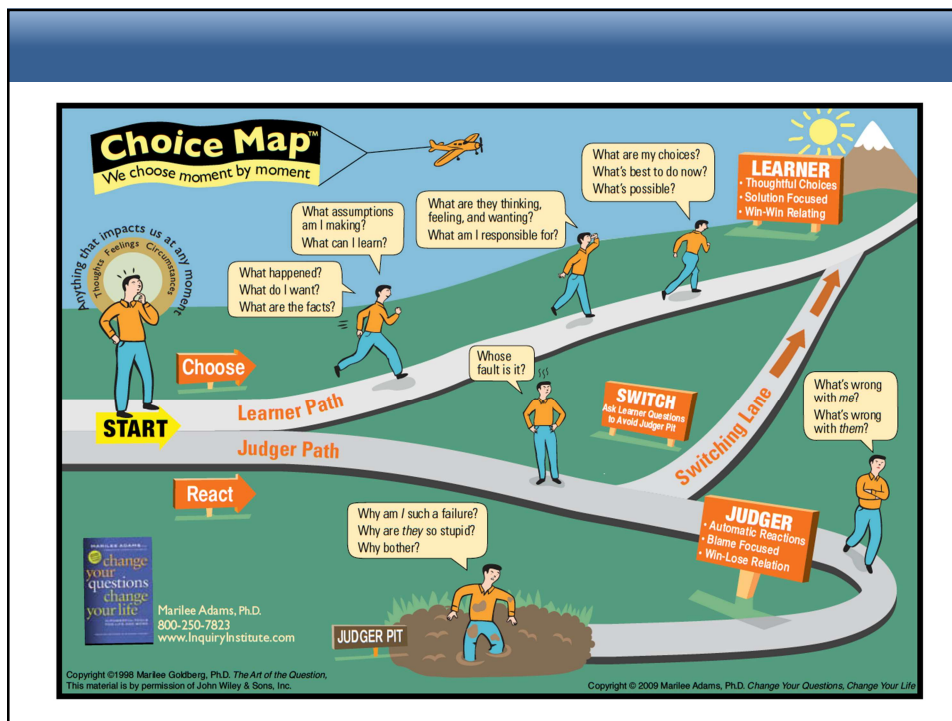 Choice Map™
We choose moment by moment
Anything that impacts us at any moment
Thoughts Feelings Circumstances
What happened?
What do I want?
What are the facts?
What assumptions
am I making?
What can I learn?
What are they thinking,
feeling, and wanting?
What am I responsible for?
What are my choices?
What's best to do now?
What's possible?
LEARNER
• Thoughtful Choices
• Solution Focused
• Win-Win Relating
Choose
START
Learner Path
Judger Path
React
Whose
fault is it?
SWITCH
Ask Learner Questions
to Avoid Judger Pit
Switching Lane
What's wrong
with me?
What's wrong
with them?
JUDGER
• Automatic Reactions
• Blame Focused
• Win-Lose Relation
Why am I such a failure?
Why are they so stupid?
Why bother?
JUDGER PIT
MARILEE ADAMS
change
your
questions
change
your life
Marilee Adams, Ph.D.
800-250-7823
www.InquiryInstitute.com
Copyright ©1998 Marilee Goldberg, Ph.D. The Art of the Question,
This material is by permission of John Wiley & Sons, Inc.
Copyright © 2009 Marilee Adams, Ph.D. Change Your Questions, Change Your Life